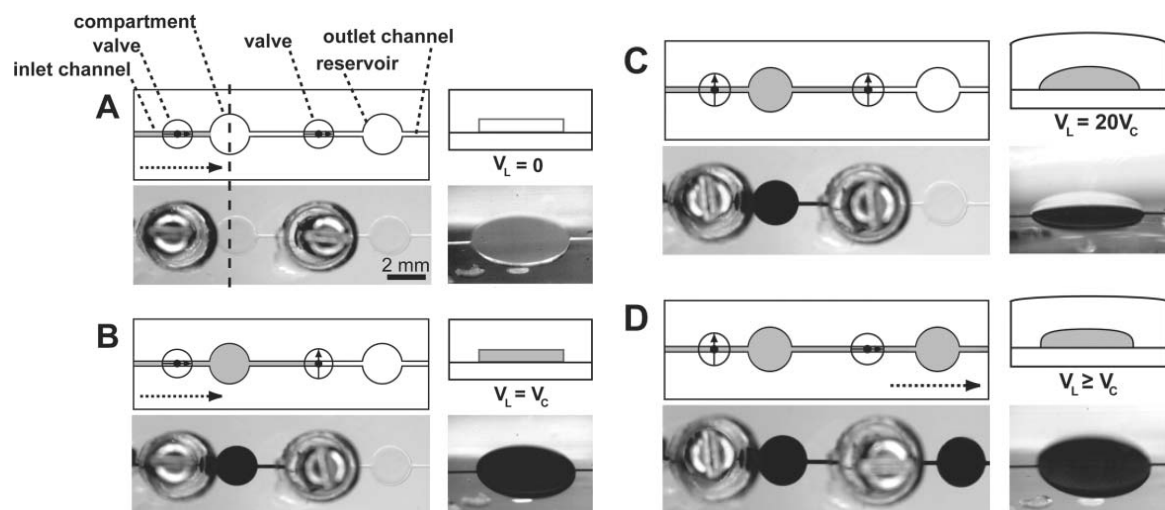 compartment
valve
inlet channel
valve
outlet channel
reservoir
A
V_L = 0
2 mm
B
V_L = V_C
C
V_L = 20V_C
D
V_L ≥ V_C